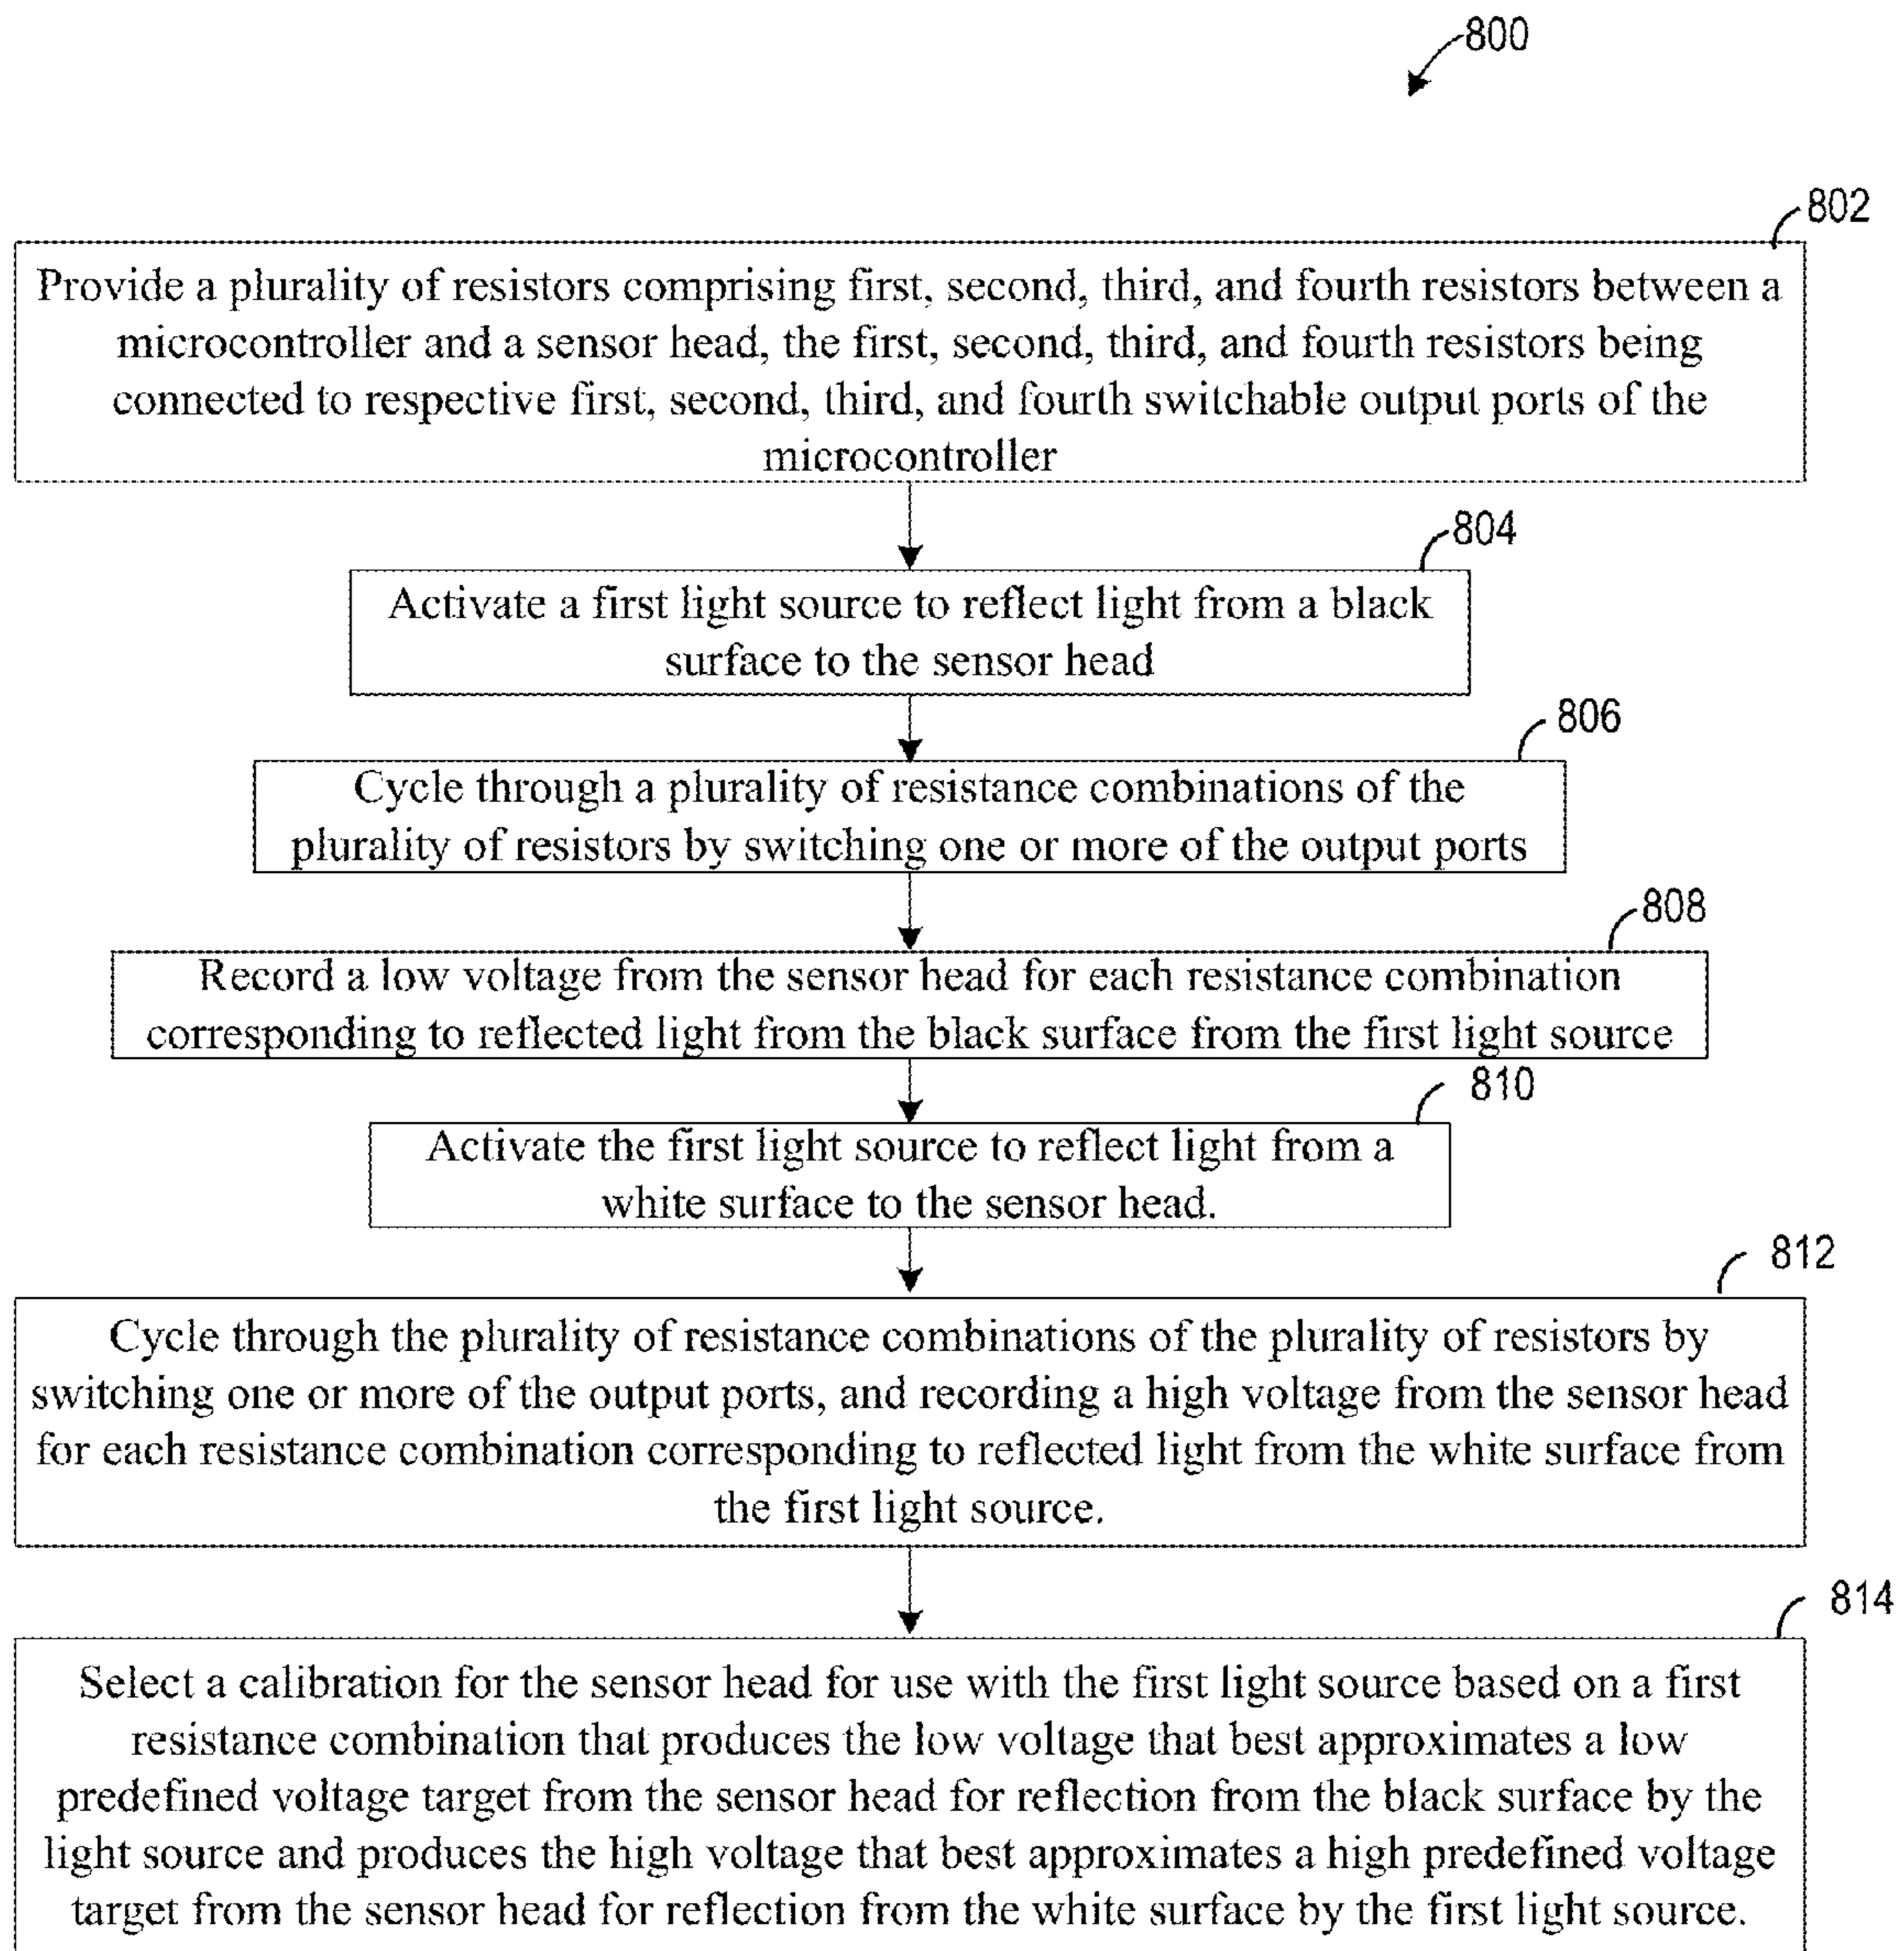 800
802
Provide a plurality of resistors comprising first, second, third, and fourth resistors between a
microcontroller and a sensor head, the first, second, third, and fourth resistors being
connected to respective first, second, third, and fourth switchable output ports of the
microcontroller
804
Activate a first light source to reflect light from a black
surface to the sensor head
806
Cycle through a plurality of resistance combinations of the
plurality of resistors by switching one or more of the output ports
808
Record a low voltage from the sensor head for each resistance combination
corresponding to reflected light from the black surface from the first light source
810
Activate the first light source to reflect light from a
white surface to the sensor head.
812
Cycle through the plurality of resistance combinations of the plurality of resistors by
switching one or more of the output ports, and recording a high voltage from the sensor head
for each resistance combination corresponding to reflected light from the white surface from
the first light source.
814
Select a calibration for the sensor head for use with the first light source based on a first
resistance combination that produces the low voltage that best approximates a low
predefined voltage target from the sensor head for reflection from the black surface by the
light source and produces the high voltage that best approximates a high predefined voltage
target from the sensor head for reflection from the white surface by the first light source.